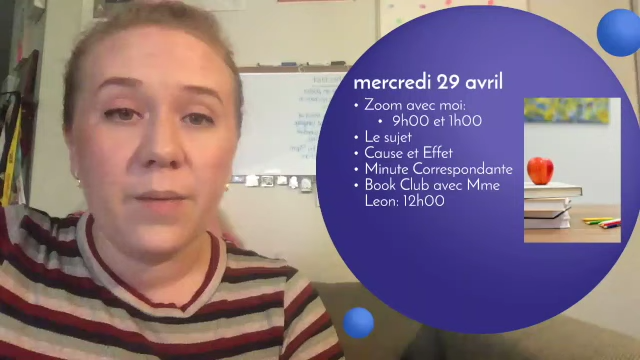 mercredi 29 avril
• Zoom avec moi:
• 9h00 et 1h00
• Le sujet
• Cause et Effet
• Minute Correspondante
• Book Club avec Mme
Leon: 12h00